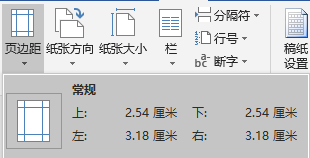 页边距 纸张方向 纸张大小 栏 分隔符 稿纸
行号 设置
断字
常规
上: 2.54 厘米 下: 2.54 厘米
左: 3.18 厘米 右: 3.18 厘米